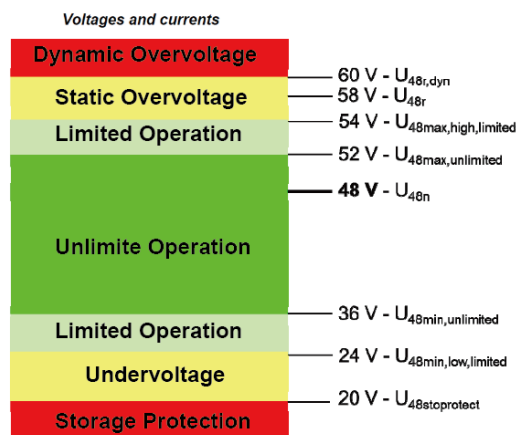 Voltages and currents
Dynamic Overvoltage
60 V - U48r,dyn
Static Overvoltage
58 V - U48r
54 V - U48max,high,limited
Limited Operation
52 V - U48max,unlimited
48 V - U48n
Unlimite Operation
36 V - U48min,unlimited
Limited Operation
24 V - U48min,low,limited
Undervoltage
20 V - U48stoprotect
Storage Protection